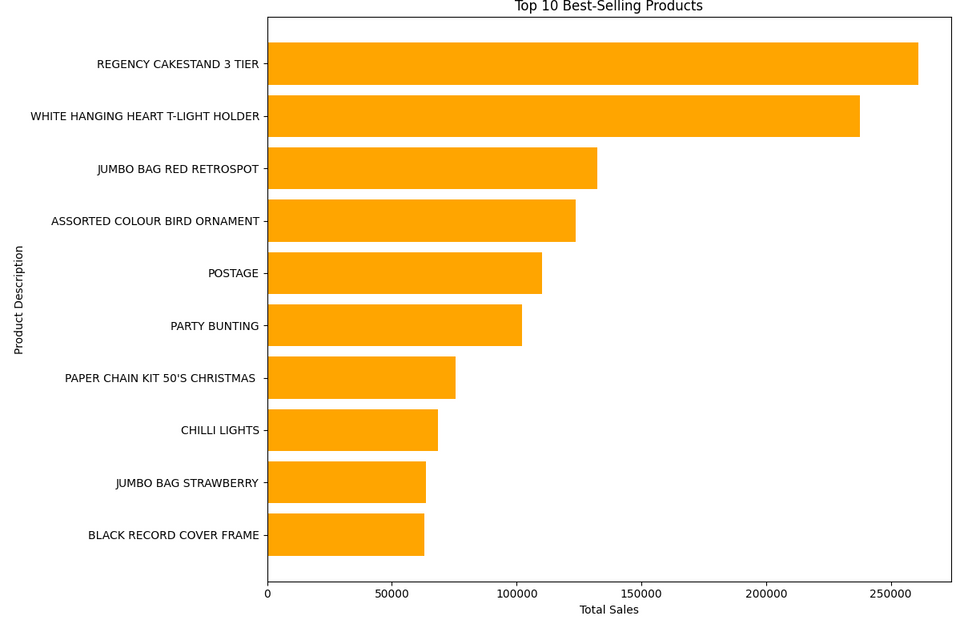 Top 10 Best-Selling Products
REGENCY CAKESTAND 3 TIER
WHITE HANGING HEART T-LIGHT HOLDER
JUMBO BAG RED RETROSPOT
ASSORTED COLOUR BIRD ORNAMENT
POSTAGE
PARTY BUNTING
PAPER CHAIN KIT 50'S CHRISTMAS
CHILLI LIGHTS
JUMBO BAG STRAWBERRY
BLACK RECORD COVER FRAME
Product Description
0 50000 100000 150000 200000 250000
Total Sales